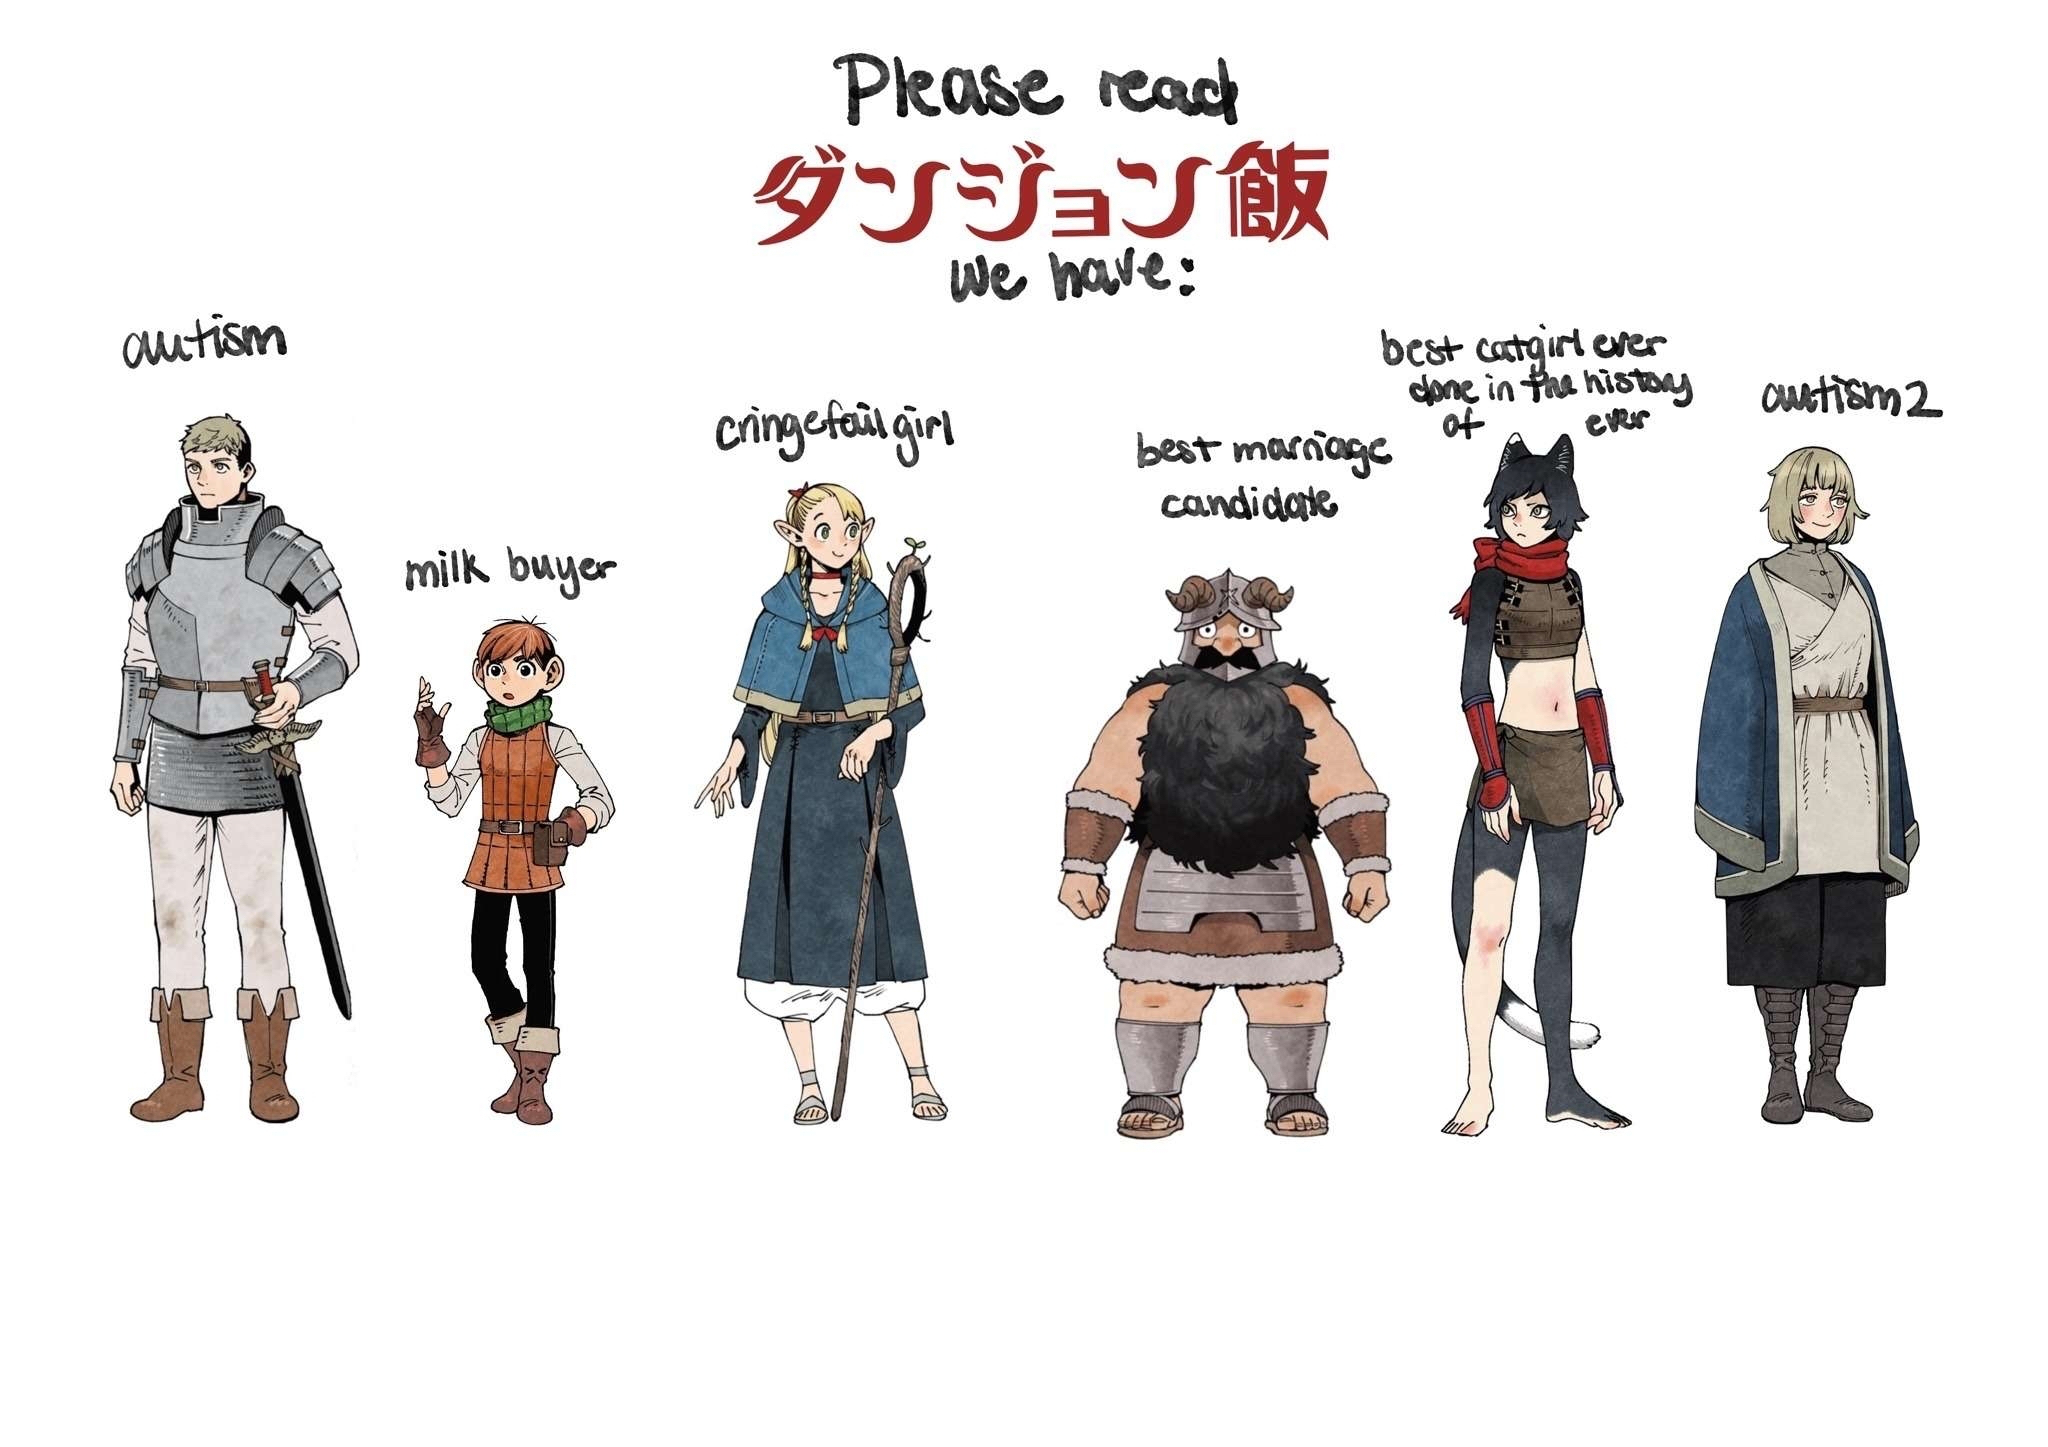 Please read
ダンジョン飯
We have:
autism
milk buyer
cringefail girl
best marriage
candidate
best catgirl ever
done in the history
of ever
autism 2